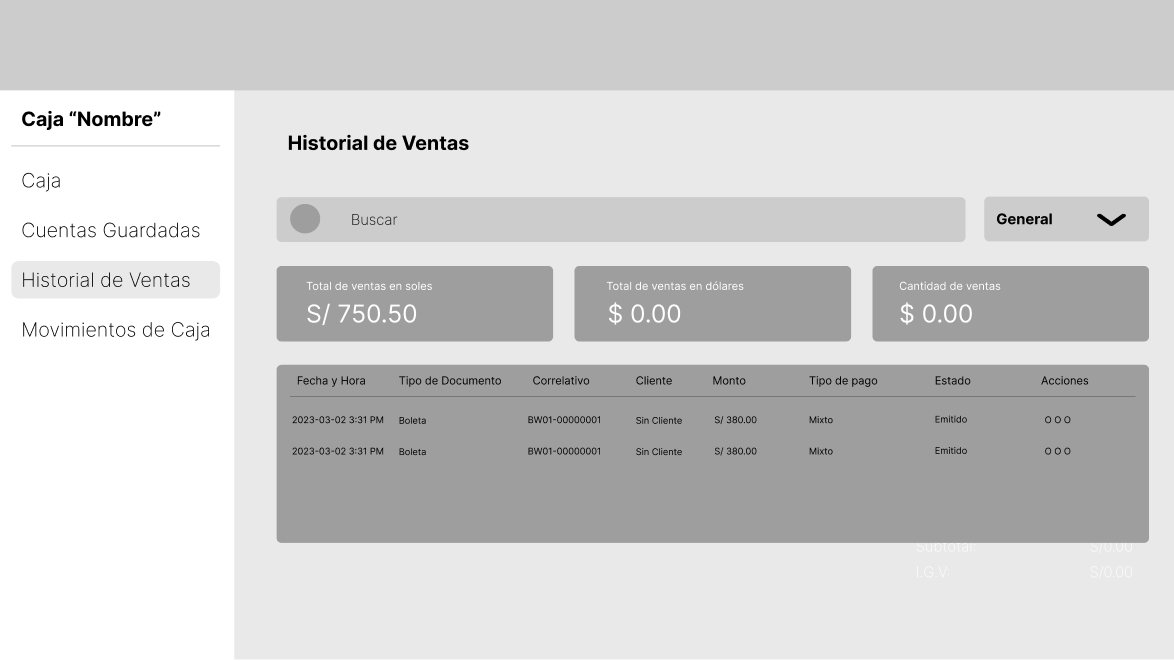 Caja “Nombre”
Caja
Cuentas Guardadas
Historial de Ventas
Movimientos de Caja
Historial de Ventas
Buscar
General
Total de ventas en soles
S/ 750.50
Total de ventas en dólares
$ 0.00
Cantidad de ventas
$ 0.00
Fecha y Hora Tipo de Documento Correlativo Cliente Monto Tipo de pago Estado Acciones
2023-03-02 3:31 PM Boleta BW01-00000001 Sin Cliente S/ 380.00 Mixto Emitido O O O
2023-03-02 3:31 PM Boleta BW01-00000001 Sin Cliente S/ 380.00 Mixto Emitido O O O
Subtotal: S/0.00
I.G.V: S/0.00